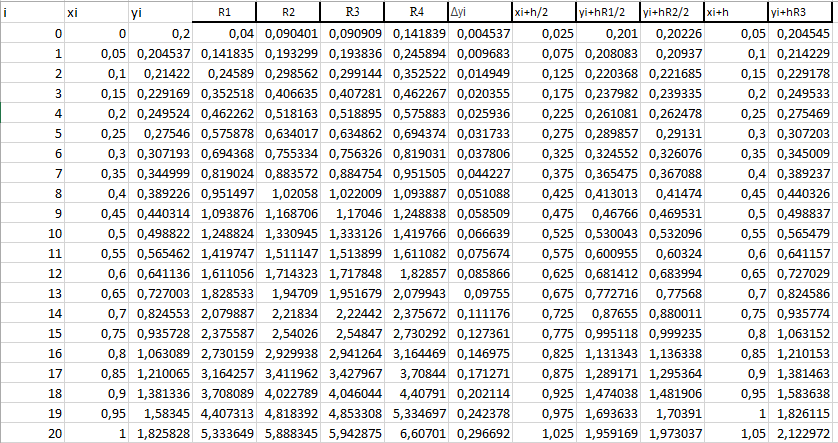 i xi yi R1 R2 R3 R4 Δyi xi+h/2 yi+hR1/2 yi+hR2/2 xi+h yi+hR3
0 0 0,2 0,04 0,090401 0,090909 0,141839 0,004537 0,025 0,201 0,20226 0,05 0,204545
1 0,05 0,204537 0,141835 0,193299 0,193836 0,245894 0,009683 0,075 0,208083 0,20937 0,1 0,214229
2 0,1 0,21422 0,24589 0,298562 0,299144 0,352522 0,014949 0,125 0,220368 0,221685 0,15 0,229178
3 0,15 0,229169 0,352518 0,406635 0,407281 0,462267 0,020355 0,175 0,237982 0,239335 0,2 0,249533
4 0,2 0,249524 0,462262 0,518163 0,518895 0,575883 0,025936 0,225 0,261081 0,262478 0,25 0,275469
5 0,25 0,27546 0,575878 0,634017 0,634862 0,694374 0,031733 0,275 0,289857 0,29131 0,3 0,307203
6 0,3 0,307193 0,694368 0,755334 0,756326 0,819031 0,037806 0,325 0,324552 0,326076 0,35 0,345009
7 0,35 0,344999 0,819024 0,883572 0,884754 0,951505 0,044227 0,375 0,365475 0,367088 0,4 0,389237
8 0,4 0,389226 0,951497 1,02058 1,022009 1,093887 0,051088 0,425 0,413013 0,41474 0,45 0,440326
9 0,45 0,440314 1,093876 1,168706 1,17046 1,248838 0,058509 0,475 0,46766 0,469531 0,5 0,498837
10 0,5 0,498822 1,248824 1,330945 1,333126 1,419766 0,066639 0,525 0,530043 0,532096 0,55 0,565479
11 0,55 0,565462 1,419747 1,511147 1,513899 1,611082 0,075674 0,575 0,600955 0,60324 0,6 0,641157
12 0,6 0,641136 1,611056 1,714323 1,717848 1,82857 0,085866 0,625 0,681412 0,683994 0,65 0,727029
13 0,65 0,727003 1,828533 1,94709 1,951679 2,079943 0,09755 0,675 0,772716 0,77568 0,7 0,824586
14 0,7 0,824553 2,079887 2,21834 2,22442 2,375672 0,111176 0,725 0,87655 0,880011 0,75 0,935774
15 0,75 0,935728 2,375587 2,54026 2,54847 2,730292 0,127361 0,775 0,995118 0,999235 0,8 1,063152
16 0,8 1,063089 2,730159 2,929938 2,941264 3,164469 0,146975 0,825 1,131343 1,136338 0,85 1,210153
17 0,85 1,210065 3,164257 3,411962 3,427967 3,70844 0,171271 0,875 1,289171 1,295364 0,9 1,381463
18 0,9 1,381336 3,708089 4,022789 4,046044 4,40791 0,202114 0,925 1,474038 1,481906 0,95 1,583638
19 0,95 1,58345 4,407313 4,818392 4,853308 5,334697 0,242378 0,975 1,693633 1,70391 1 1,826115
20 1 1,825828 5,333649 5,888345 5,942875 6,60701 0,296692 1,025 1,959169 1,973037 1,05 2,122972